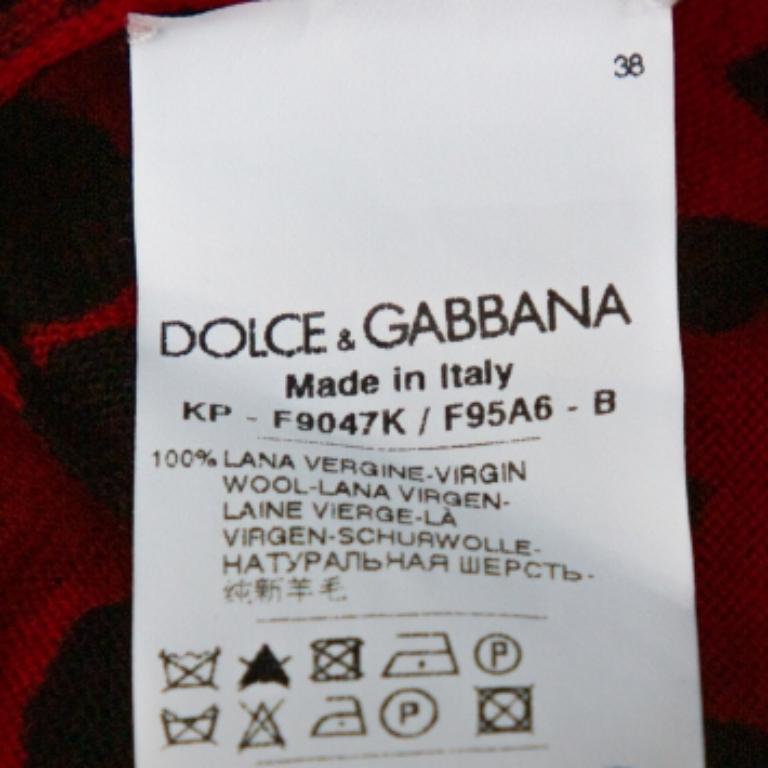 38
DOLCE & GABBANA
Made in Italy
KP - F9047K / F95A6 - B
100% LANA VERGINE-VIRGIN
WOOL-LANA VIRGEN-
LAINE VIERGE-LÀ
VIRGEN-SCHURWOLLE-
НАТУРАЛЬНАЯ ШЕРСТЬ-
纯新羊毛
P
P